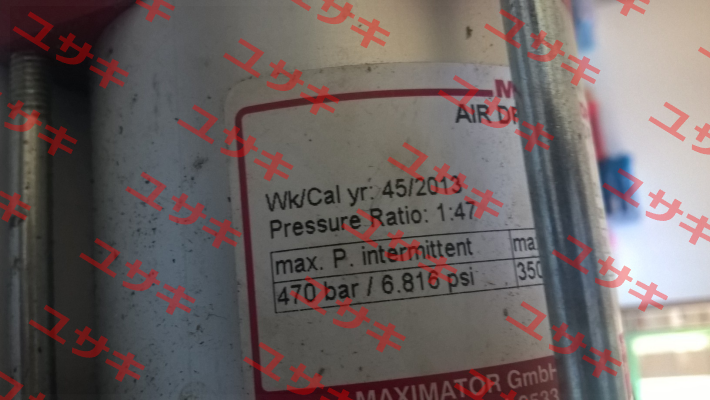 M
AIR DR
Wk/Cal yr: 45/2013
Pressure Ratio: 1:47
max. P. intermittent
ma
470 bar / 6.816 psi
350
MAXIMATOR GmbH
ユサキ